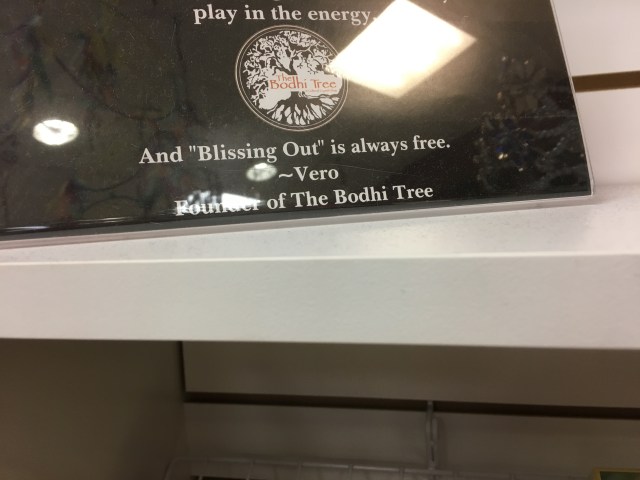 play in the energy.
The
Bodhi Tree
And "Blissing Out" is always free.
~Vero
Founder of The Bodhi Tree